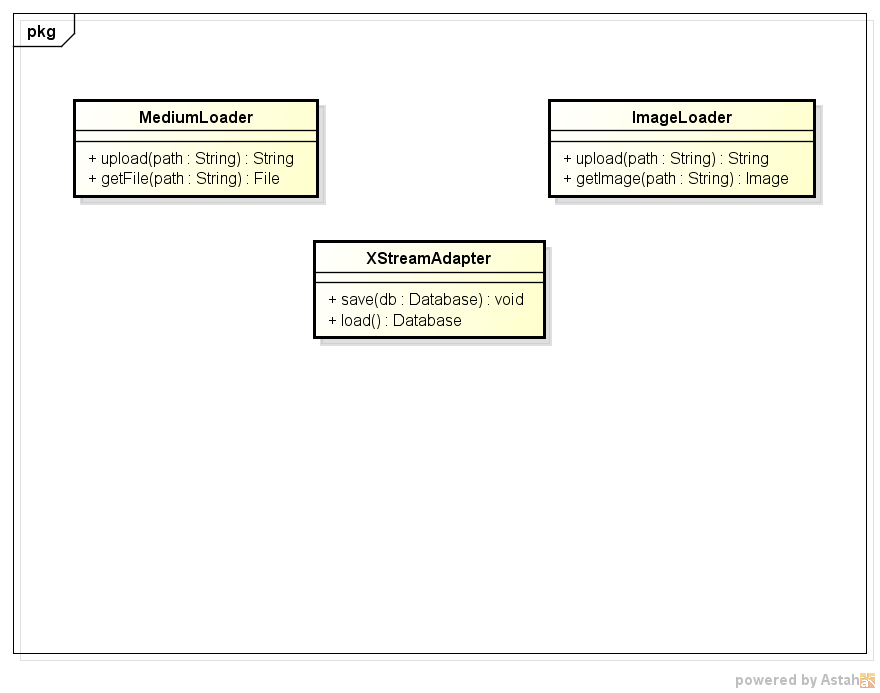 pkg
MediumLoader
+ upload(path : String) : String
+ getFile(path : String) : File
ImageLoader
+ upload(path : String) : String
+ getImage(path : String) : Image
XStreamAdapter
+ save(db : Database) : void
+ load() : Database
powered by Astah